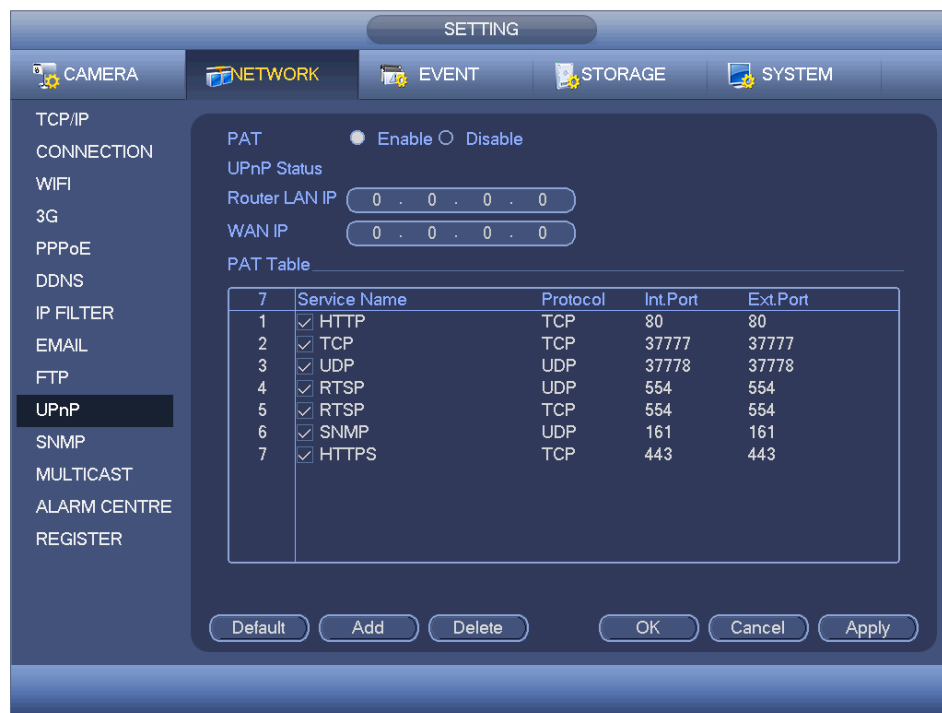 SETTING
CAMERA NETWORK EVENT STORAGE SYSTEM
TCP/IP
CONNECTION
WIFI
3G
PPPoE
DDNS
IP FILTER
EMAIL
FTP
UPnP
SNMP
MULTICAST
ALARM CENTRE
REGISTER
PAT Enable Disable
UPnP Status
Router LAN IP 0 . 0 . 0 . 0
WAN IP 0 . 0 . 0 . 0
PAT Table
7 Service Name Protocol Int.Port Ext.Port
1 HTTP TCP 80 80
2 TCP TCP 37777 37777
3 UDP UDP 37778 37778
4 RTSP UDP 554 554
5 RTSP TCP 554 554
6 SNMP UDP 161 161
7 HTTPS TCP 443 443
Default Add Delete OK Cancel Apply